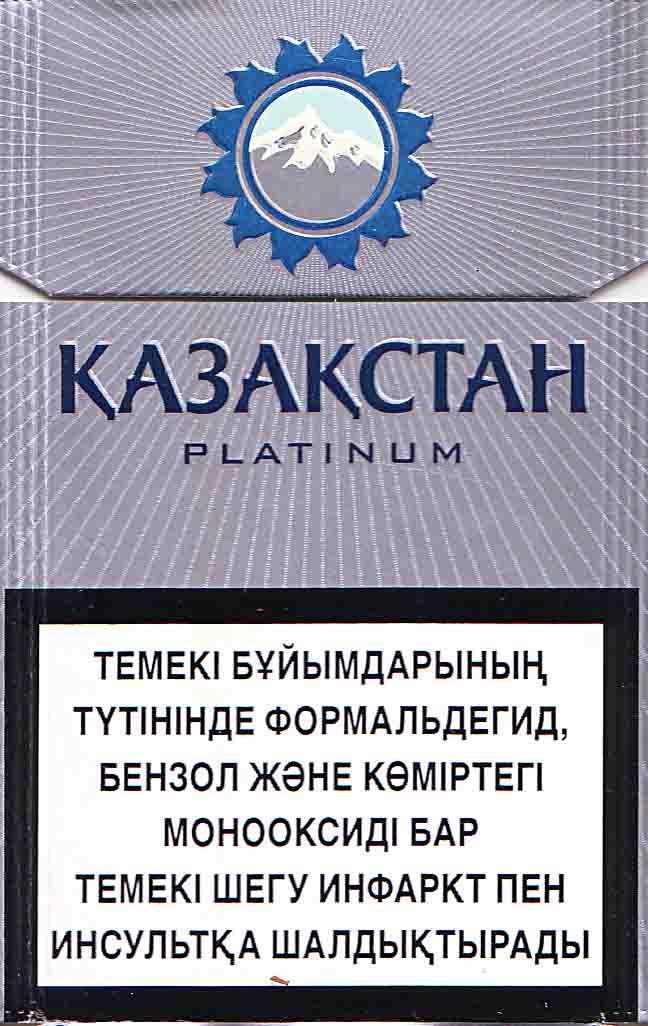 ҚАЗАҚСТАН
PLATINUM
ТЕМЕКІ БҰЙЫМДАРЫНЫҢ
ТҮТІНІНДЕ ФОРМАЛЬДЕГИД,
БЕНЗОЛ ЖӘНЕ КӨМІРТЕГІ
МОНООКСИДІ БАР
ТЕМЕКІ ШЕГУ ИНФАРКТ ПЕН
ИНСУЛЬТҚА ШАЛДЫҚТЫРАДЫ